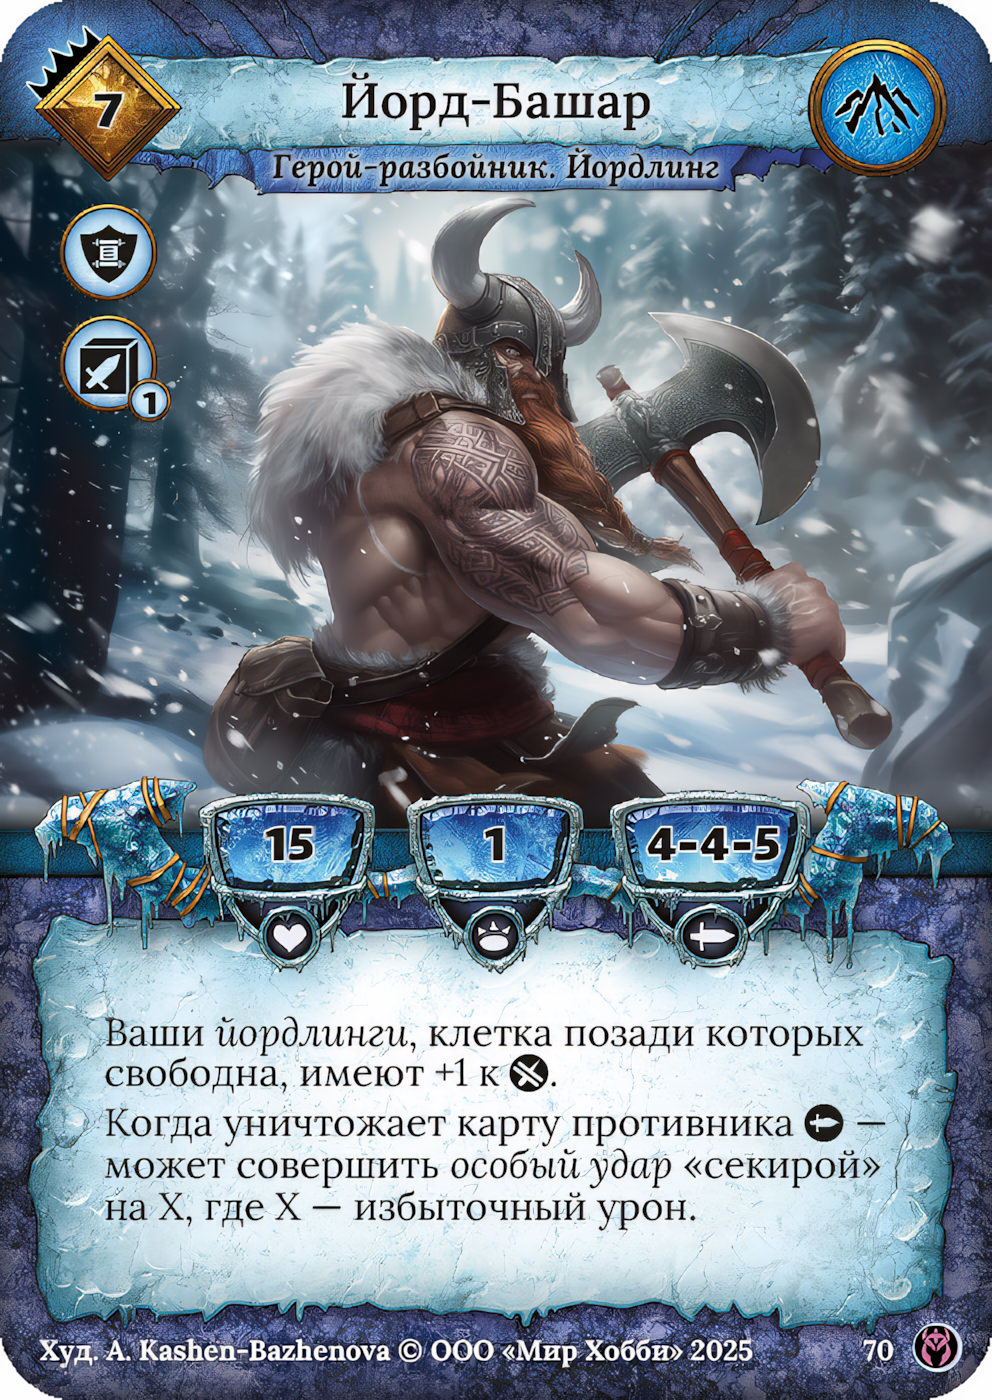 7
Йорд-Башар
Герой-разбойник. Йордлинг
1
15
1
4-4-5
Ваши йордлинги, клетка позади которых
свободна, имеют +1 к .
Когда уничтожает карту противника —
может совершить особый удар «секирой»
на X, где X — избыточный урон.
Худ. А. Kashen-Bazhenova © ООО «Мир Хобби» 2025
70